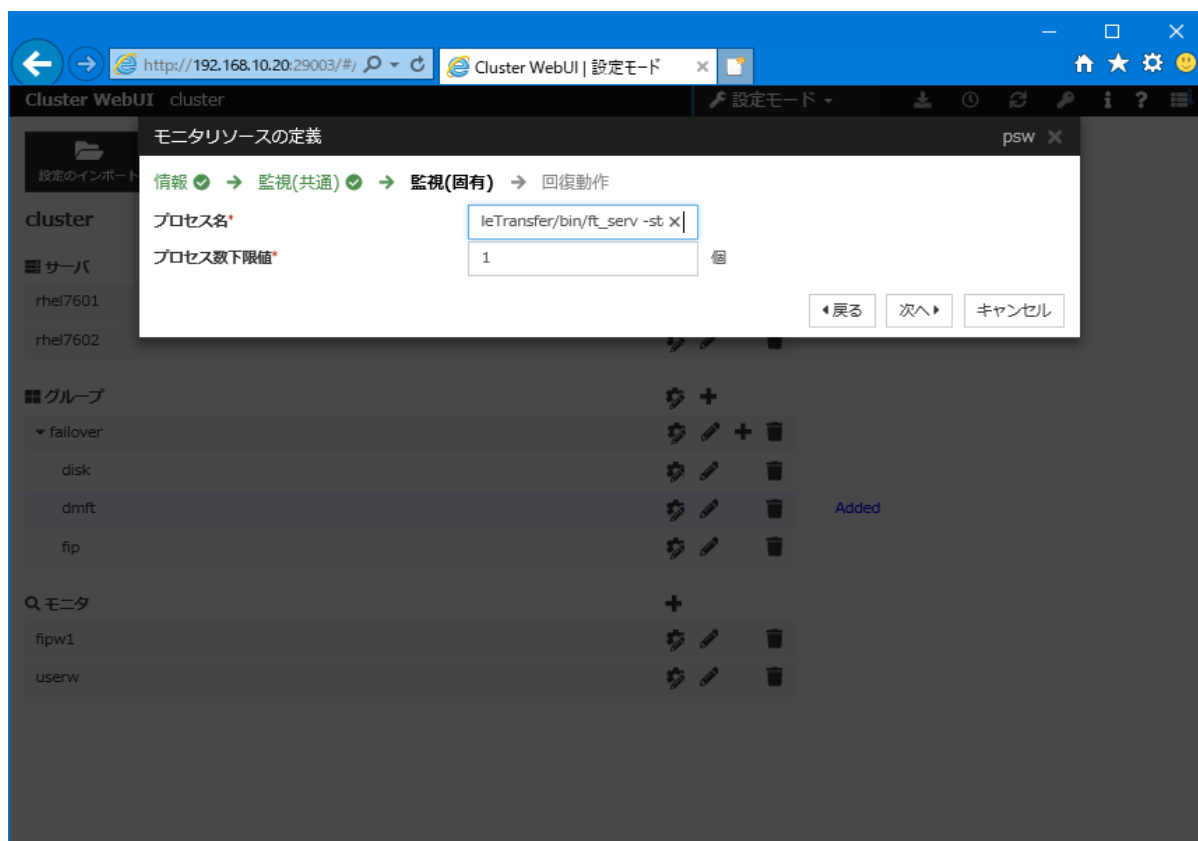 http://192.168.10.20:29003/#/
Cluster WebUI | 設定モード
Cluster WebUI cluster
設定モード
設定のインポート
モニタリソースの定義
psw
情報 → 監視(共通) → 監視(固有) → 回復動作
プロセス名*
leTransfer/bin/ft_serv -st
プロセス数下限値*
1
個
戻る
次へ
キャンセル
cluster
サーバ
rhel7601
rhel7602
グループ
failover
disk
dmft
Added
fip
モニタ
fipw1
userw